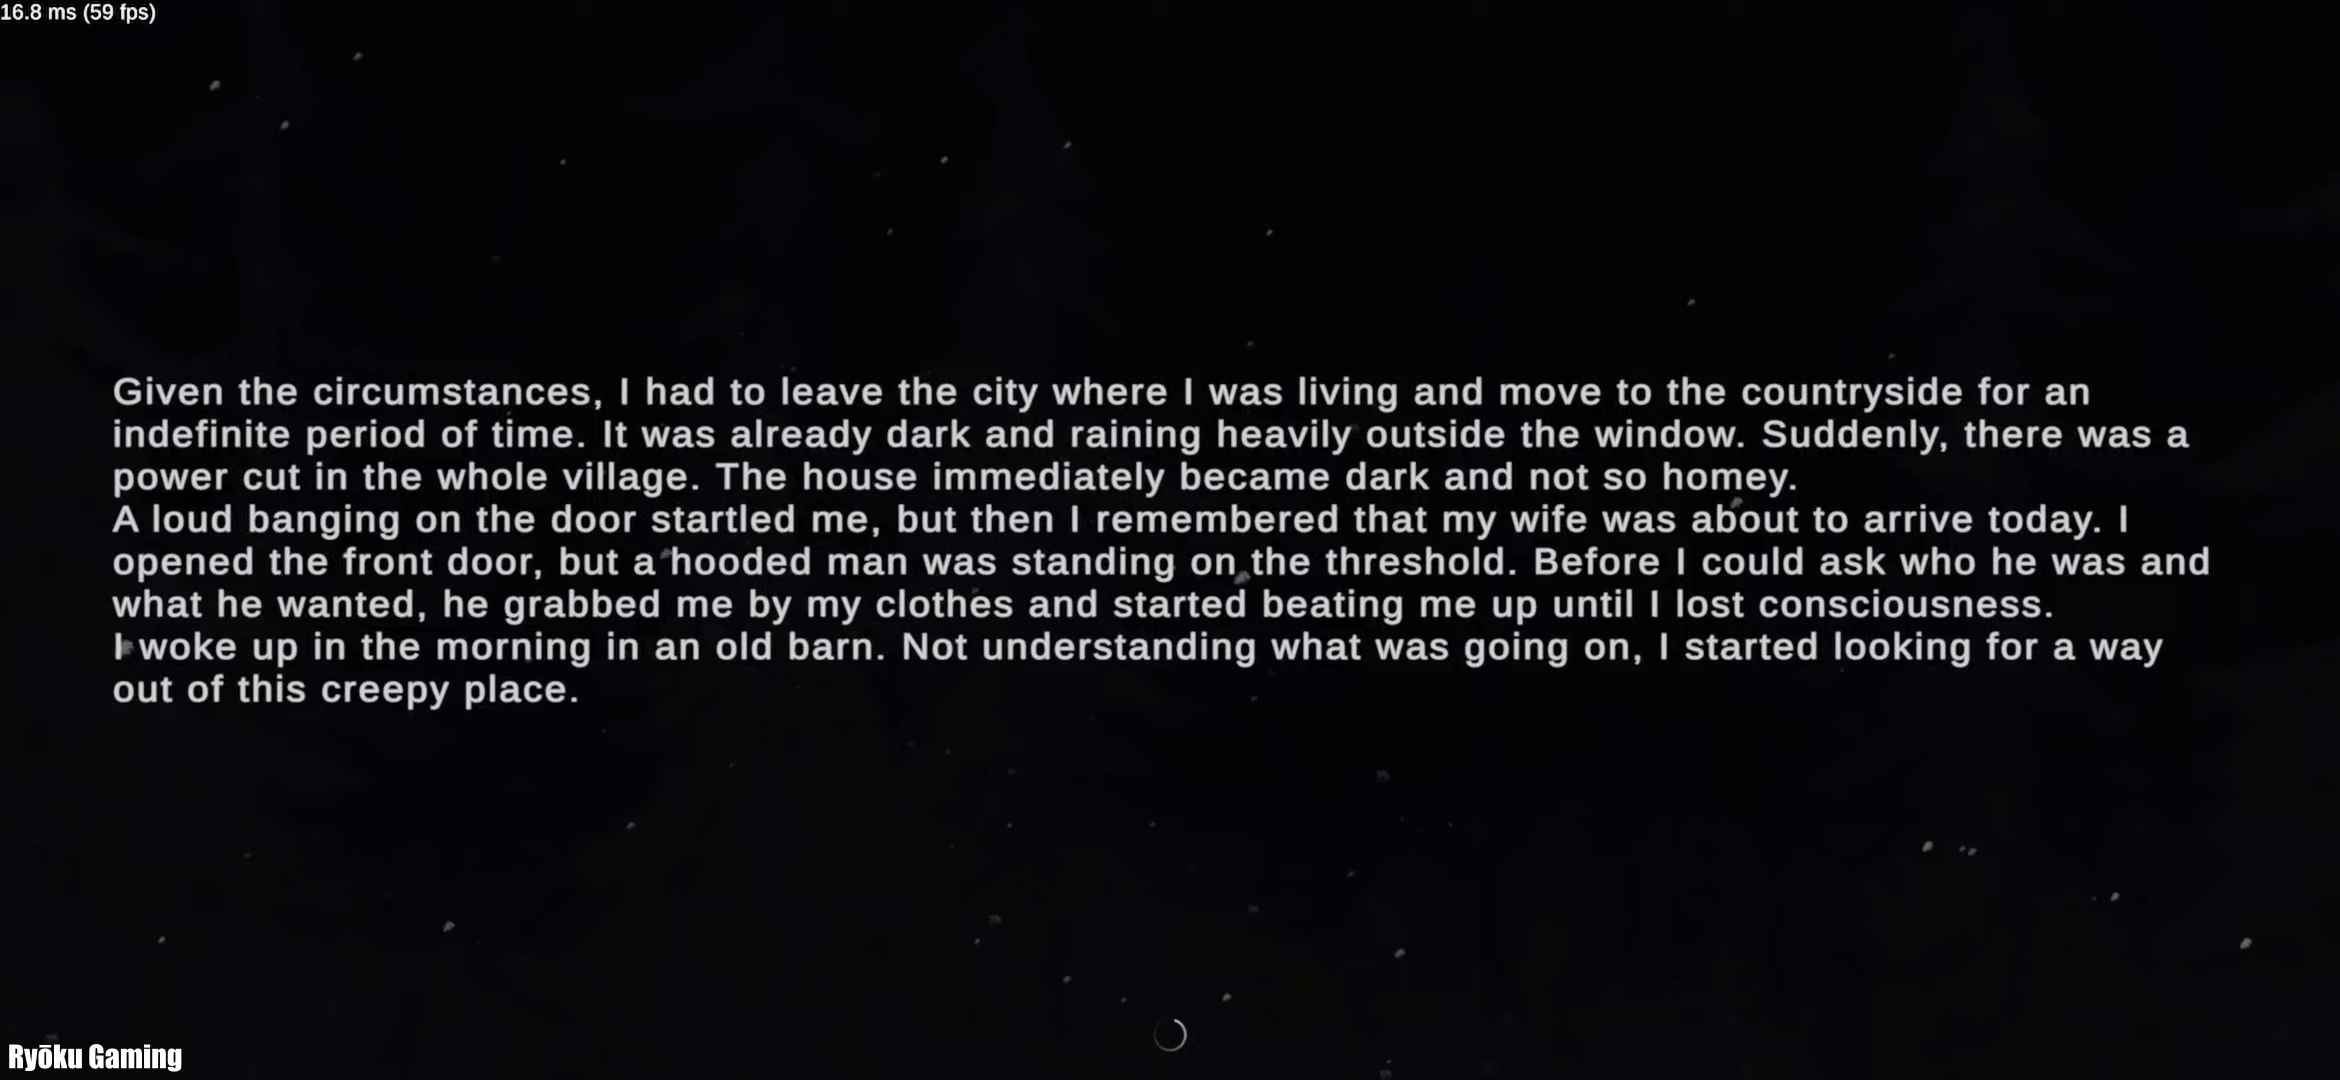 16.8 ms (59 fps)
Given the circumstances, I had to leave the city where I was living and move to the countryside for an
indefinite period of time. It was already dark and raining heavily outside the window. Suddenly, there was a
power cut in the whole village. The house immediately became dark and not so homey.
A loud banging on the door startled me, but then I remembered that my wife was about to arrive today. I
opened the front door, but a hooded man was standing on the threshold. Before I could ask who he was and
what he wanted, he grabbed me by my clothes and started beating me up until I lost consciousness.
I woke up in the morning in an old barn. Not understanding what was going on, I started looking for a way
out of this creepy place.
Ryōku Gaming